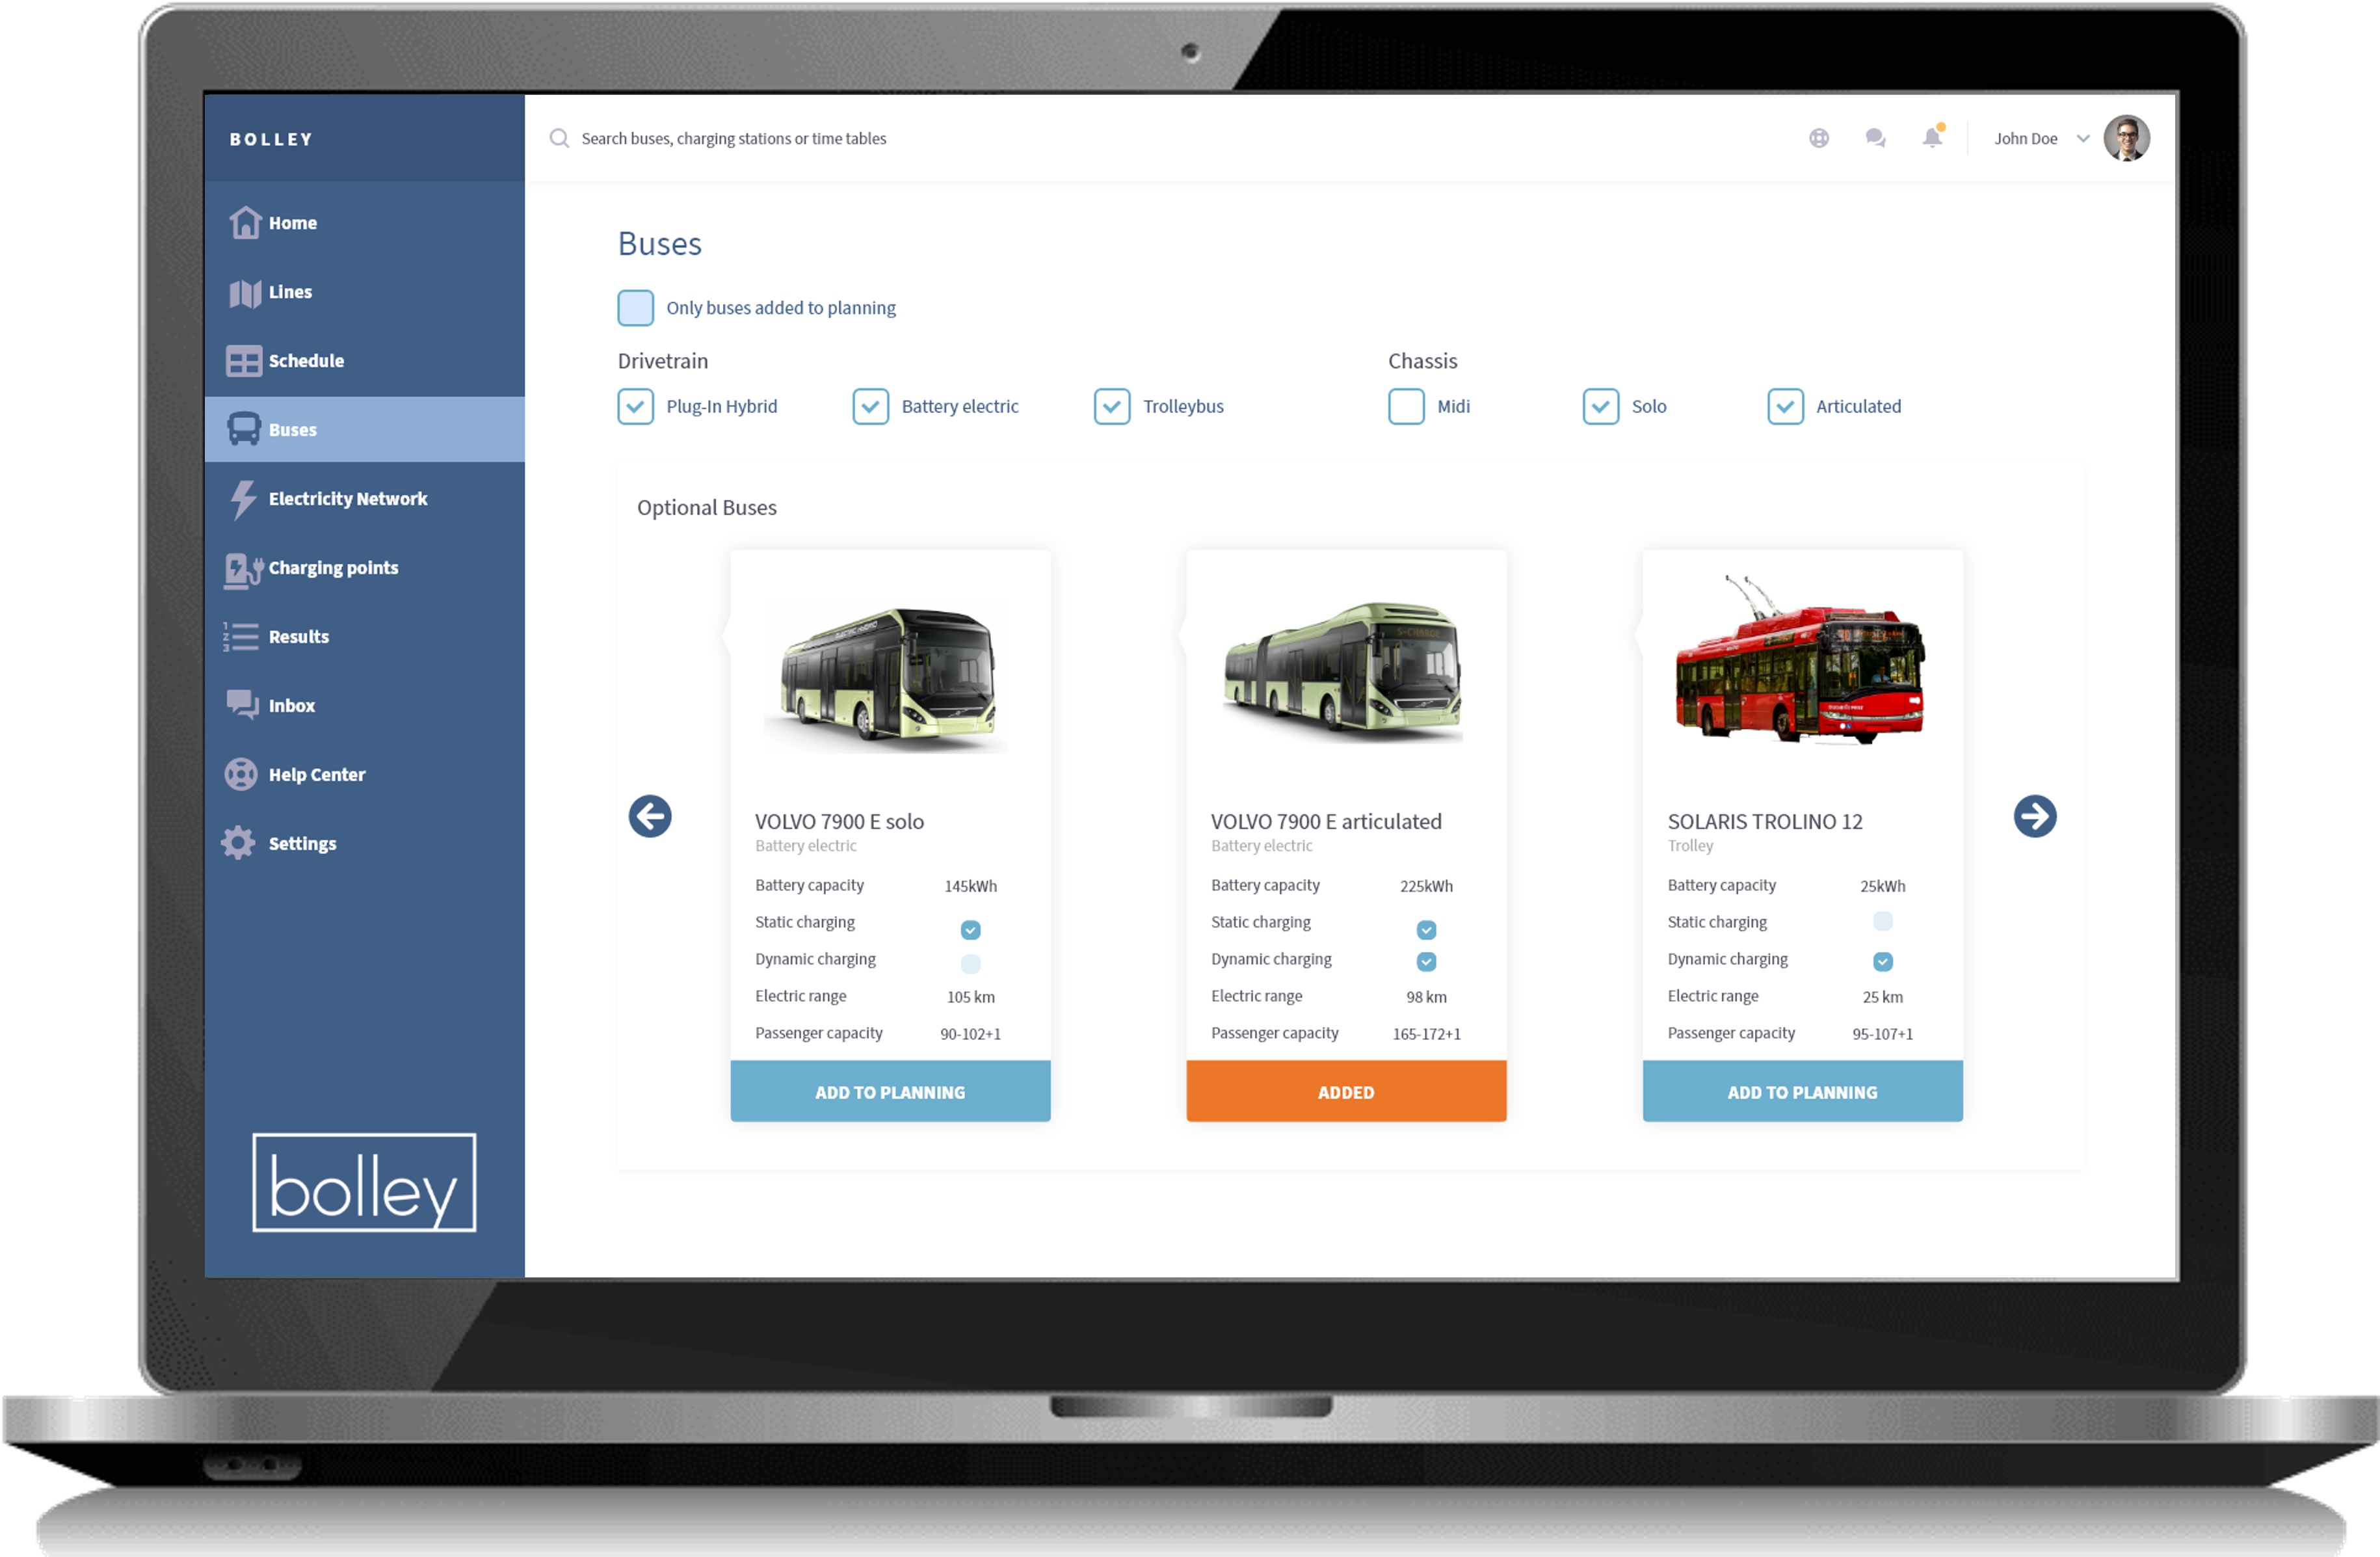 BOLLEY
Search buses, charging stations or time tables
John Doe
Home
Lines
Schedule
Buses
Electricity Network
Charging points
Results
Inbox
Help Center
Settings
bolley
Buses
Only buses added to planning
Drivetrain
Plug-In Hybrid
Battery electric
Trolleybus
Chassis
Midi
Solo
Articulated
Optional Buses
VOLVO 7900 E solo
Battery electric
Battery capacity 145kWh
Static charging
Dynamic charging
Electric range 105 km
Passenger capacity 90-102+1
ADD TO PLANNING
VOLVO 7900 E articulated
Battery electric
Battery capacity 225kWh
Static charging
Dynamic charging
Electric range 98 km
Passenger capacity 165-172+1
ADDED
SOLARIS TROLINO 12
Trolley
Battery capacity 25kWh
Static charging
Dynamic charging
Electric range 25 km
Passenger capacity 95-107+1
ADD TO PLANNING